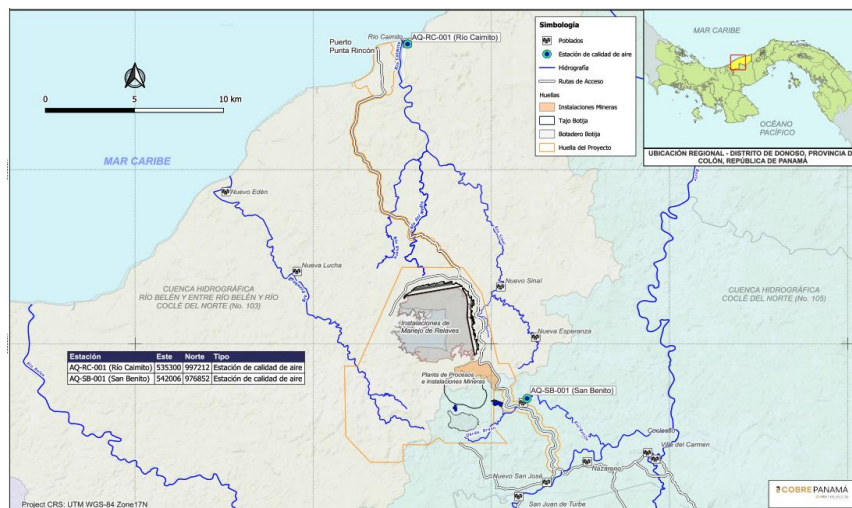 Río Caimito
AQ-RC-001 (Río Caimito)
Puerto
Punta Rincón
Río Caimito
0
5
10 km
MAR CARIBE
Simbología
Poblados
Estación de calidad de aire
Hidrografía
Rutas de Acceso
Huellas
Instalaciones Mineras
Tajo Botija
Botadero Botija
Huella del Proyecto
MAR CARIBE
OCÉANO
PACÍFICO
UBICACIÓN REGIONAL - DISTRITO DE DONOSO, PROVINCIA DE
COLÓN, REPÚBLICA DE PANAMÁ
Nuevo Edén
Nueva Lucha
CUENCA HIDROGRÁFICA
RÍO BELÉN Y ENTRE RÍO BELÉN Y RÍO
COCLÉ DEL NORTE (No. 103)
Nuevo Sinaí
CUENCA HIDROGRÁFICA
COCLÉ DEL NORTE (No. 105)
Nueva Esperanza
Instalaciones de
Manejo de Relaves
Estación Este Norte Tipo
AQ-RC-001 (Río Caimito) 535300 997212 Estación de calidad de aire
AQ-SB-001 (San Benito) 542006 976852 Estación de calidad de aire
Planta de Procesos
e Instalaciones Mineras
AQ-SB-001 (San Benito)
Coclesito
Villa del Carmen
Nazareno
Nuevo San José
San Juan de Turbe
COBRE PANAMÁ
Project CRS: UTM WGS-84 Zone17N